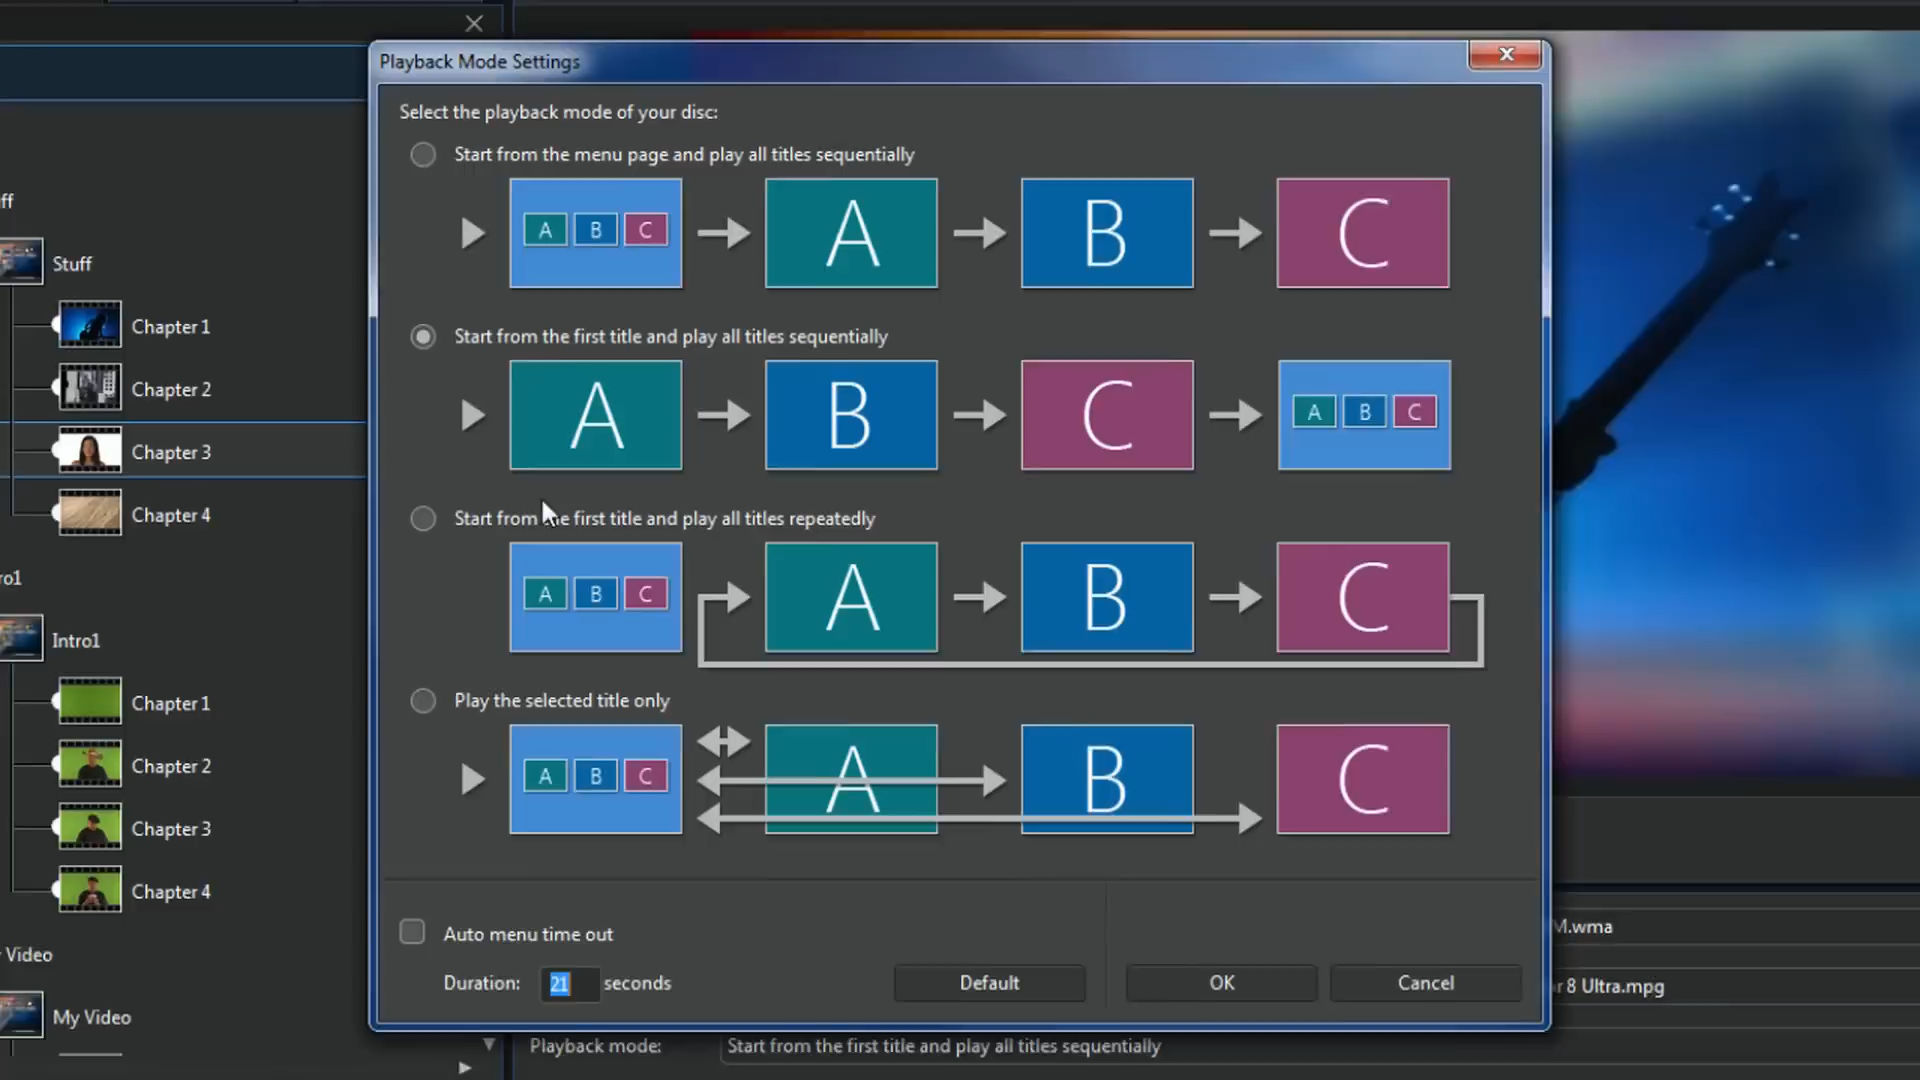 Playback Mode Settings
Select the playback mode of your disc:
Start from the menu page and play all titles sequentially
A B C A B C
Start from the first title and play all titles sequentially
A B C A B C
Start from the first title and play all titles repeatedly
A B C A B C
Play the selected title only
A B C A B C
Auto menu time out
Duration: 21 seconds
Default
OK
Cancel
ff
Stuff
Chapter 1
Chapter 2
Chapter 3
Chapter 4
ro1
Intro1
Chapter 1
Chapter 2
Chapter 3
Chapter 4
Video
My Video
M.wma
r 8 Ultra.mpg
Playback mode: Start from the first title and play all titles sequentially